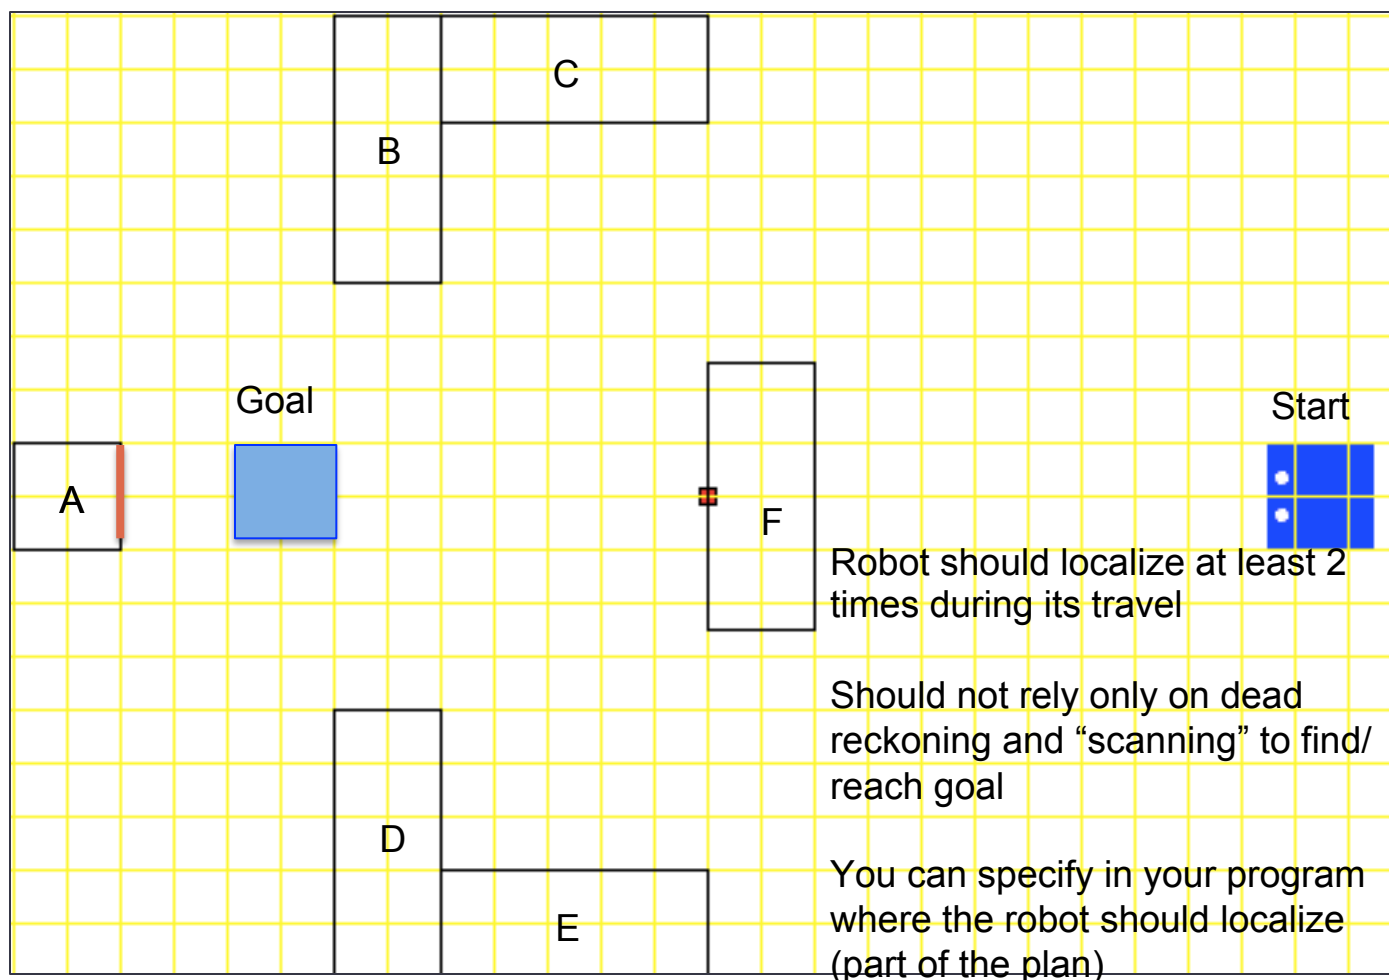 C
B
Goal
Start
A
F
Robot should localize at least 2
times during its travel
Should not rely only on dead
reckoning and “scanning” to find/
reach goal
D
You can specify in your program
where the robot should localize
(part of the plan)
E